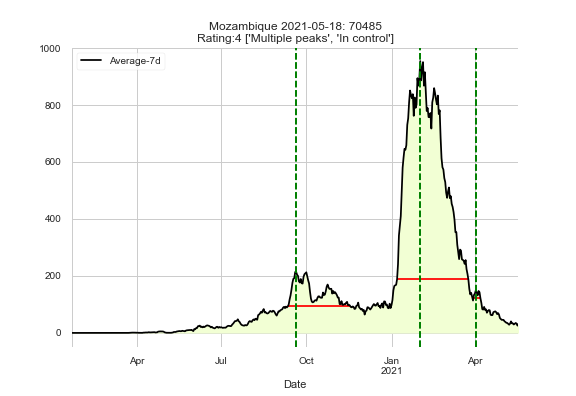 Mozambique 2021-05-18: 70485
Rating:4 ['Multiple peaks', 'In control']
1000
Average-7d
800
600
400
200
0
Apr
Jul
Oct
Jan
2021
Apr
Date